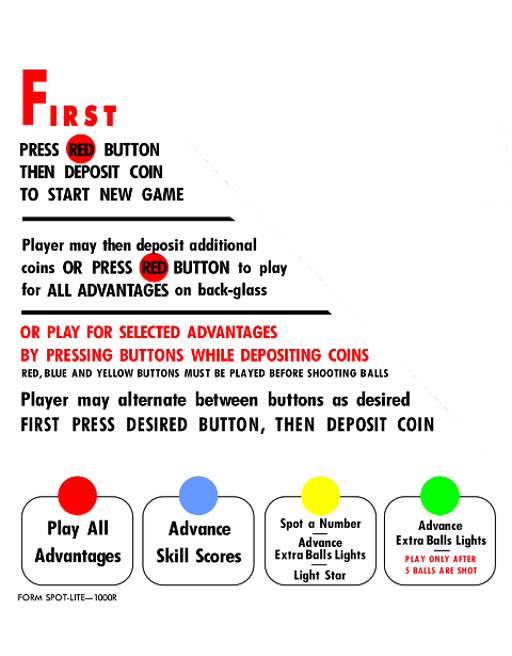 FIRST
PRESS RED BUTTON
THEN DEPOSIT COIN
TO START NEW GAME
Player may then deposit additional
coins OR PRESS RED BUTTON to play
for ALL ADVANTAGES on back-glass
OR PLAY FOR SELECTED ADVANTAGES
BY PRESSING BUTTONS WHILE DEPOSITING COINS
RED, BLUE AND YELLOW BUTTONS MUST BE PLAYED BEFORE SHOOTING BALLS
Player may alternate between buttons as desired
FIRST PRESS DESIRED BUTTON, THEN DEPOSIT COIN
Play All
Advantages
Advance
Skill Scores
Spot a Number
Advance
Extra Balls Lights
Light Star
Advance
Extra Balls Lights
PLAY ONLY AFTER
5 BALLS ARE SHOT
FORM SPOT-LITE—1000R